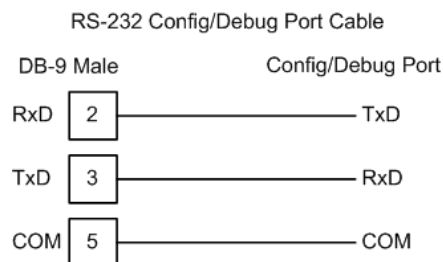 RS-232 Config/Debug Port Cable
DB-9 Male Config/Debug Port
RxD 2 TxD
TxD 3 RxD
COM 5 COM